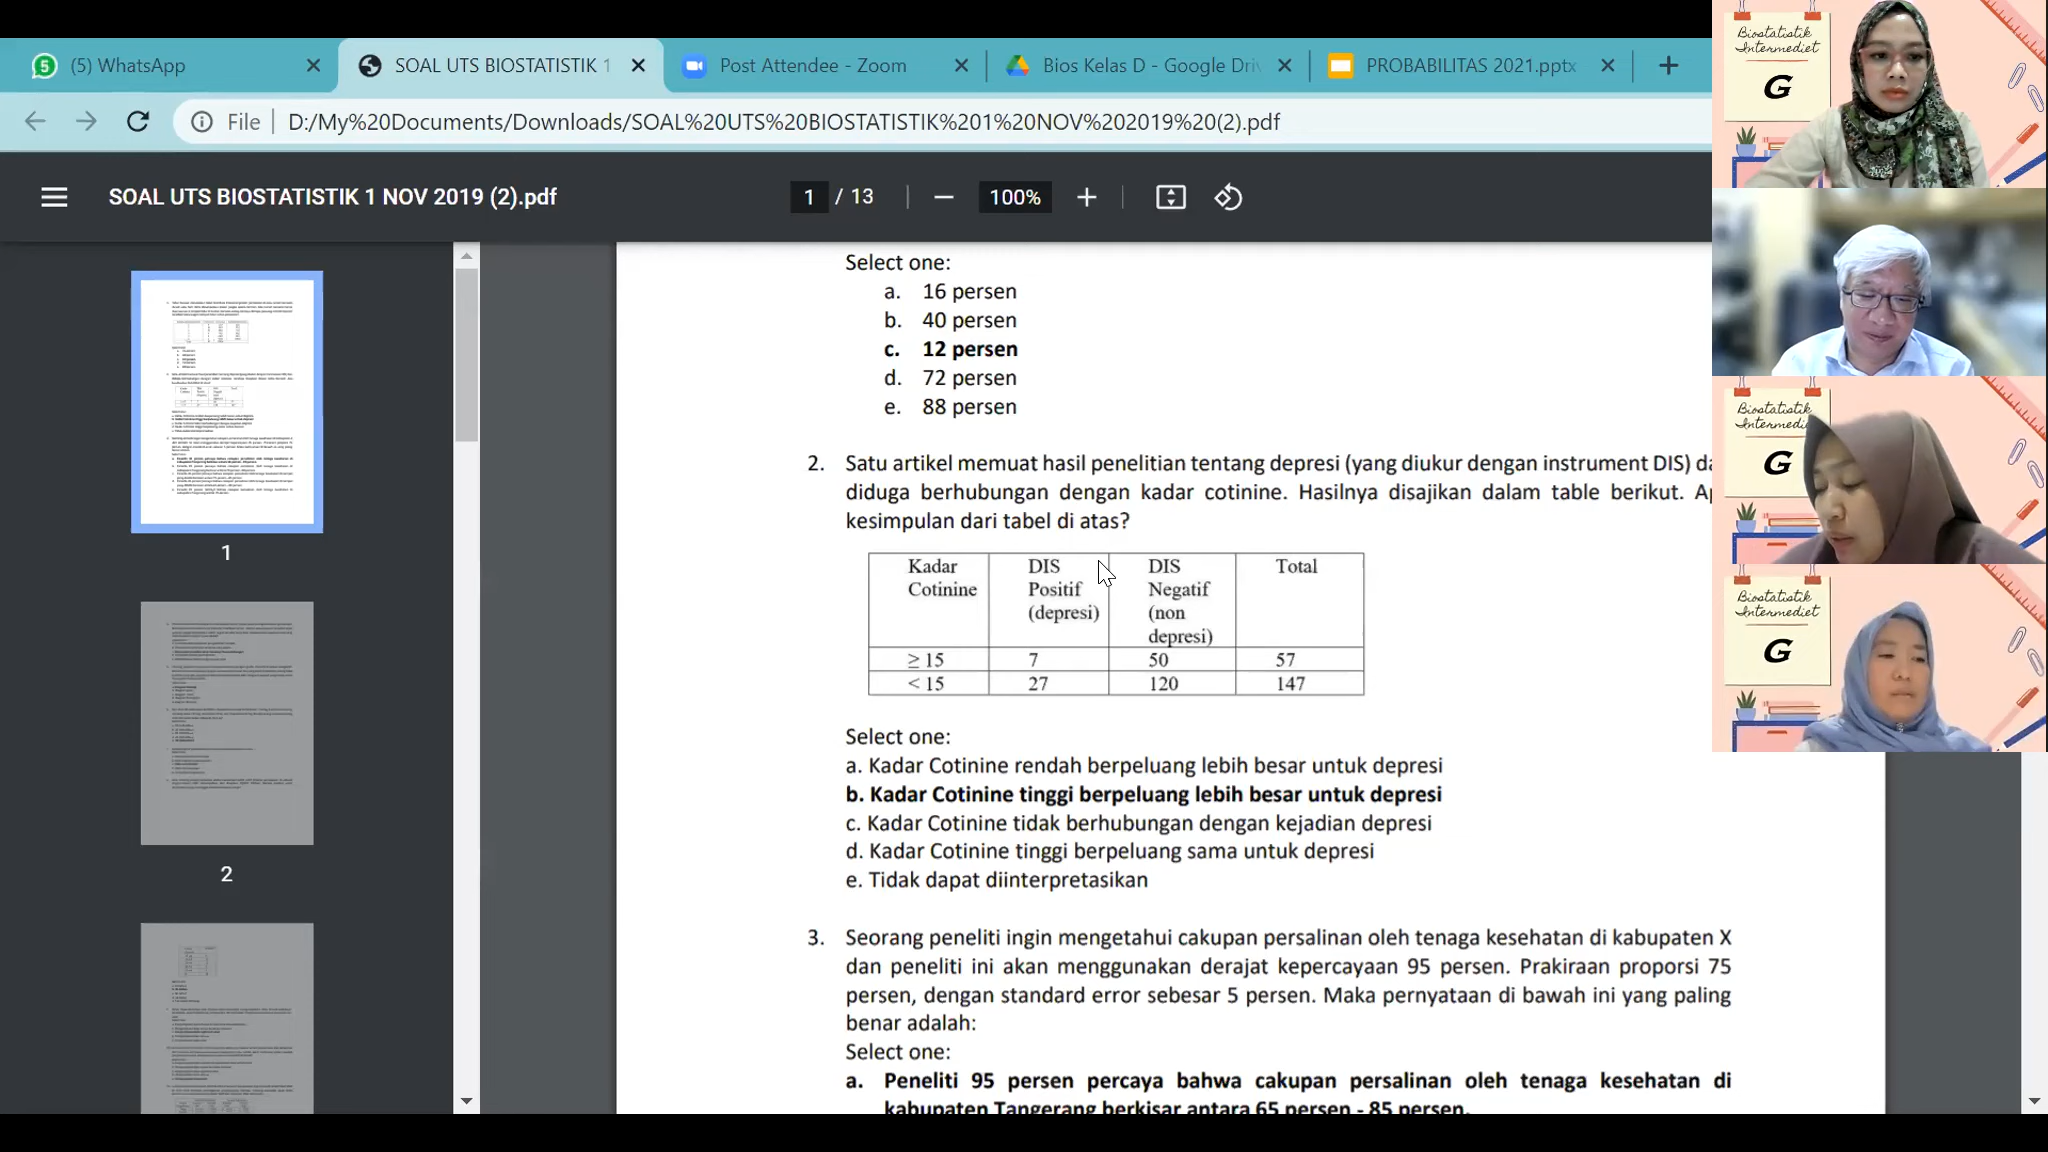 (5) WhatsApp
SOAL UTS BIOSTATISTIK 1
Post Attendee - Zoom
Bios Kelas D - Google Driv
PROBABILITAS 2021.pptx
File
D:/My%20Documents/Downloads/SOAL%20UTS%20BIOSTATISTIK%201%20NOV%202019%20(2).pdf
SOAL UTS BIOSTATISTIK 1 NOV 2019 (2).pdf
1 / 13
100%
1
2
Select one:
a. 16 persen
b. 40 persen
c. 12 persen
d. 72 persen
e. 88 persen
2. Satu artikel memuat hasil penelitian tentang depresi (yang diukur dengan instrument DIS) da
diduga berhubungan dengan kadar cotinine. Hasilnya disajikan dalam table berikut. Ap
kesimpulan dari tabel di atas?
Kadar Cotinine DIS Positif (depresi) DIS Negatif (non depresi) Total
≥ 15 7 50 57
< 15 27 120 147
Select one:
a. Kadar Cotinine rendah berpeluang lebih besar untuk depresi
b. Kadar Cotinine tinggi berpeluang lebih besar untuk depresi
c. Kadar Cotinine tidak berhubungan dengan kejadian depresi
d. Kadar Cotinine tinggi berpeluang sama untuk depresi
e. Tidak dapat diinterpretasikan
3. Seorang peneliti ingin mengetahui cakupan persalinan oleh tenaga kesehatan di kabupaten X
dan peneliti ini akan menggunakan derajat kepercayaan 95 persen. Prakiraan proporsi 75
persen, dengan standard error sebesar 5 persen. Maka pernyataan di bawah ini yang paling
benar adalah:
Select one:
a. Peneliti 95 persen percaya bahwa cakupan persalinan oleh tenaga kesehatan di
kabupaten Tangerang berkisar antara 65 persen - 85 persen.
Biostatistik
Intermediet
G
Biostatistik
Intermediet
G
Biostatistik
Intermediet
G